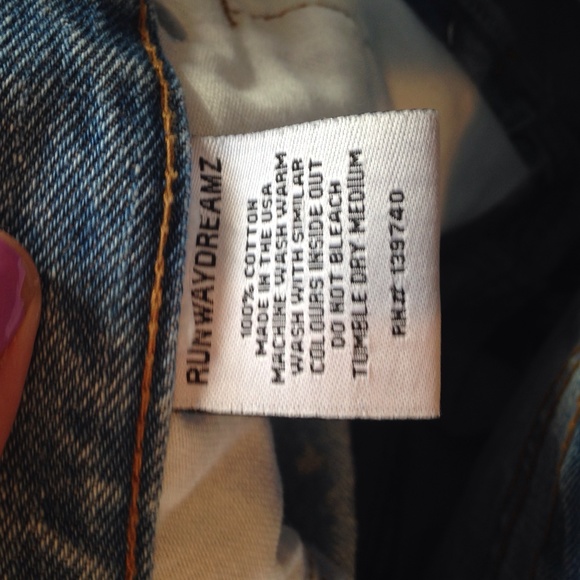 RUNWAYDREAMZ
100% COTTON
MADE IN THE USA
MACHINE WASH WARM
WASH WITH SIMILAR
COLOURS INSIDE OUT
DO NOT BLEACH
TUMBLE DRY MEDIUM
RN# 139740